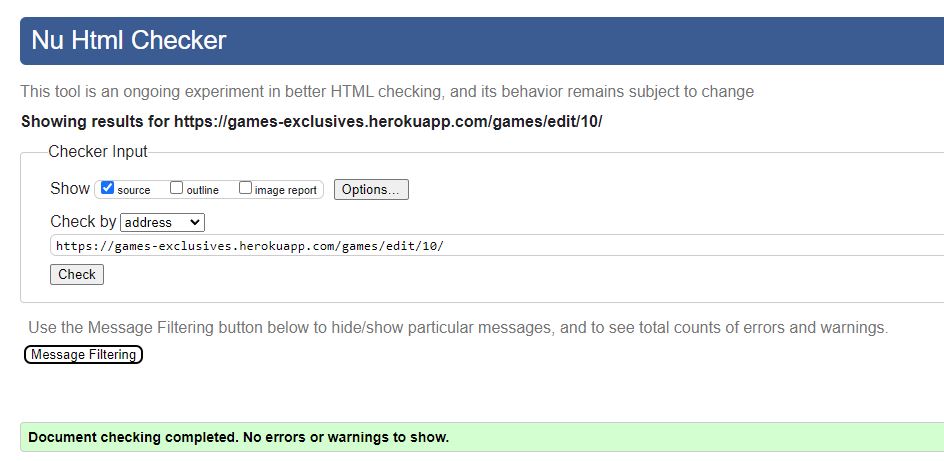 Nu Html Checker
This tool is an ongoing experiment in better HTML checking, and its behavior remains subject to change
Showing results for https://games-exclusives.herokuapp.com/games/edit/10/
Checker Input
Show source outline image report Options...
Check by address
https://games-exclusives.herokuapp.com/games/edit/10/
Check
Use the Message Filtering button below to hide/show particular messages, and to see total counts of errors and warnings.
Message Filtering
Document checking completed. No errors or warnings to show.